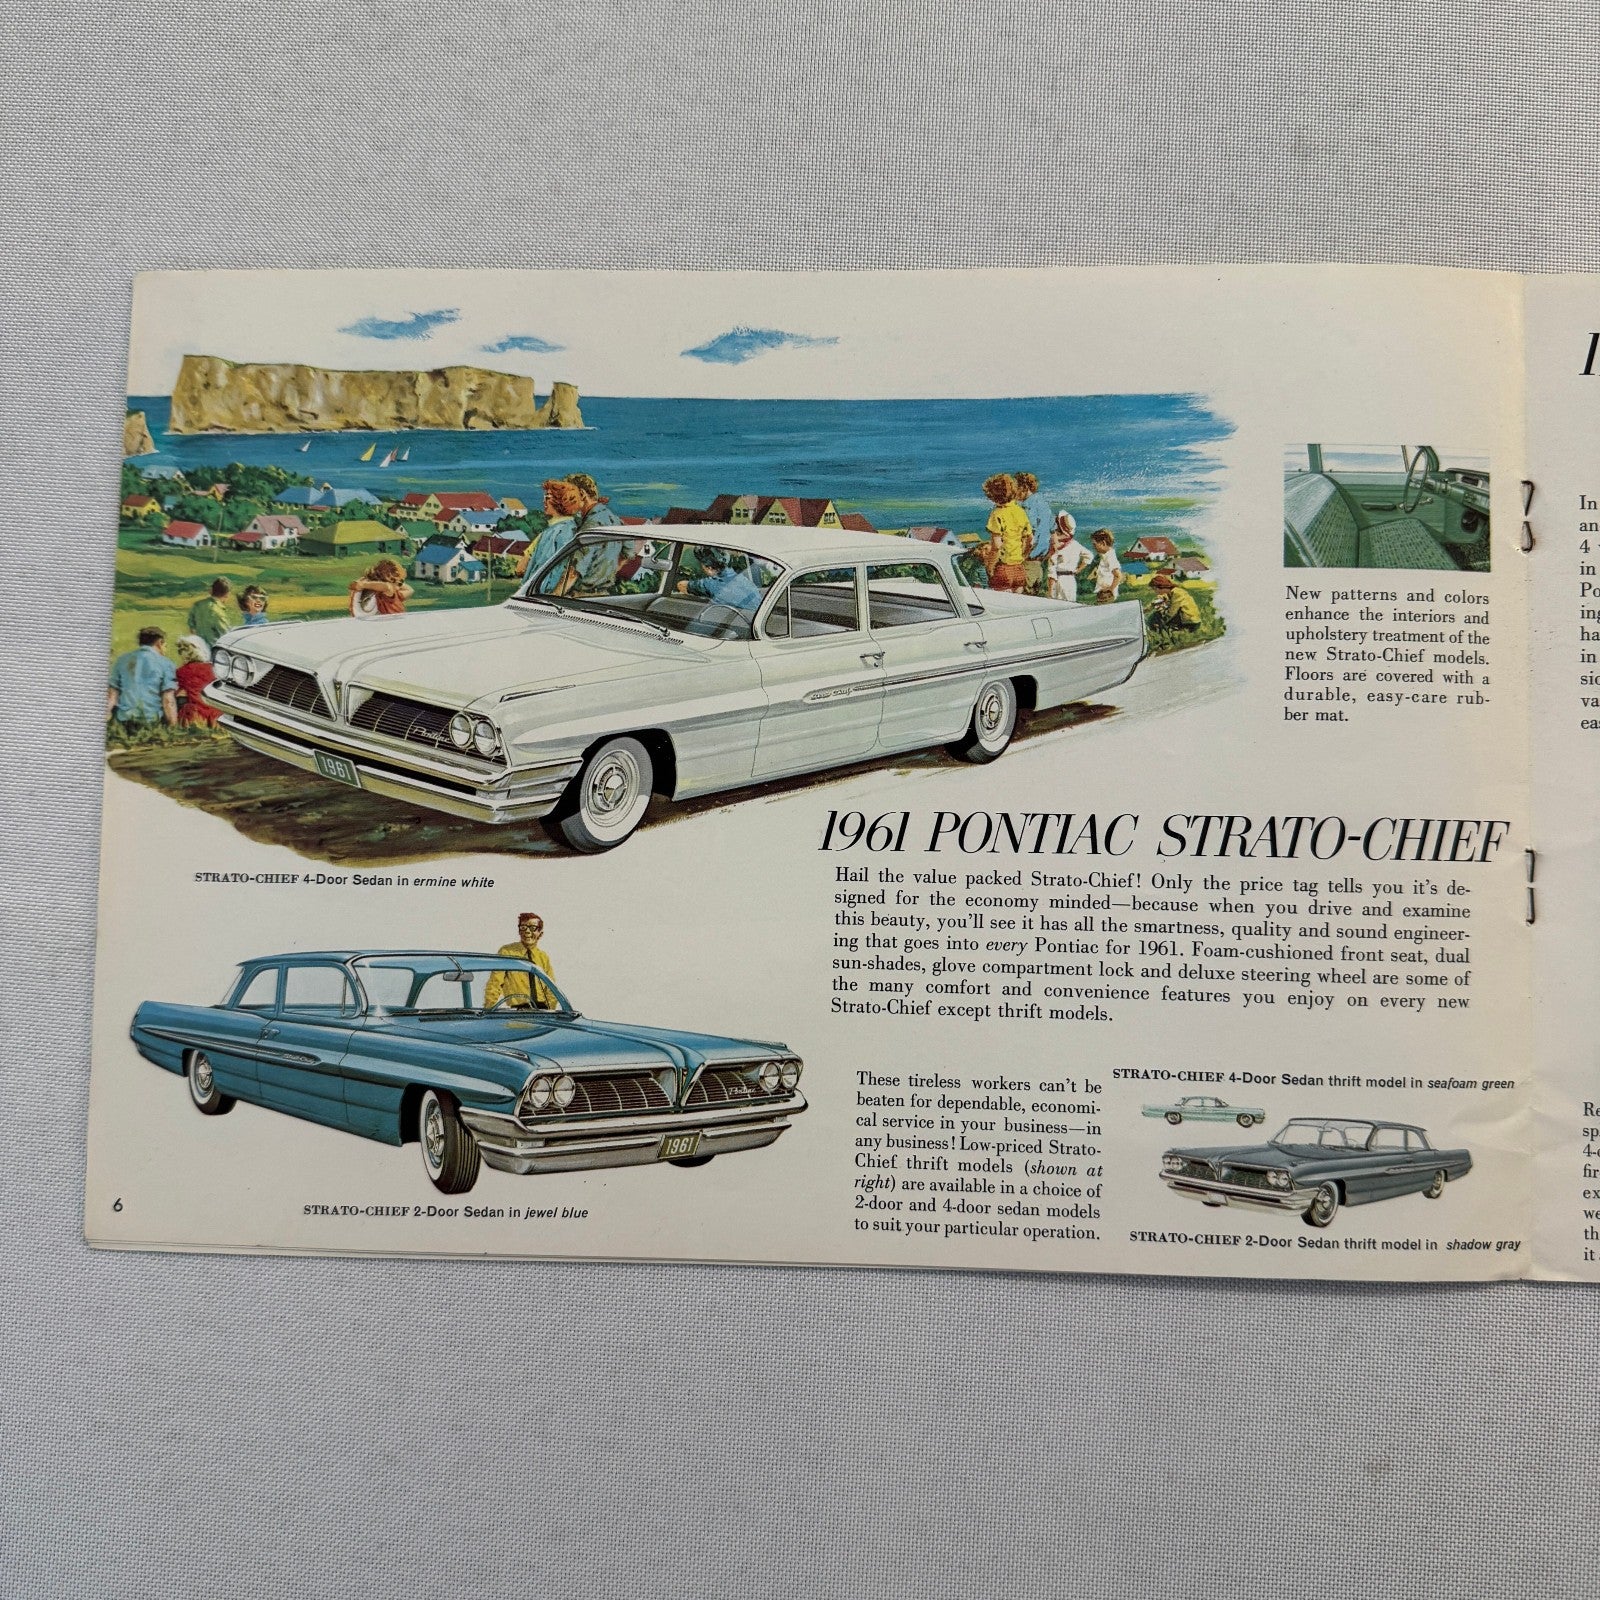 New patterns and colors
enhance the interiors and
upholstery treatment of the
new Strato-Chief models.
Floors are covered with a
durable, easy-care rub-
ber mat.
Strato-Chief
Pontiac
1961
STRATO-CHIEF 4-Door Sedan in ermine white
1961 PONTIAC STRATO-CHIEF
Hail the value packed Strato-Chief! Only the price tag tells you it's de-
signed for the economy minded—because when you drive and examine
this beauty, you'll see it has all the smartness, quality and sound engineer-
ing that goes into every Pontiac for 1961. Foam-cushioned front seat, dual
sun-shades, glove compartment lock and deluxe steering wheel are some of
the many comfort and convenience features you enjoy on every new
Strato-Chief except thrift models.
Pontiac
1961
STRATO-CHIEF 2-Door Sedan in jewel blue
These tireless workers can't be
beaten for dependable, economi-
cal service in your business—in
any business! Low-priced Strato-
Chief thrift models (shown at
right) are available in a choice of
2-door and 4-door sedan models
to suit your particular operation.
STRATO-CHIEF 4-Door Sedan thrift model in seafoam green
STRATO-CHIEF 2-Door Sedan thrift model in shadow gray
6
In
4
in
in
it